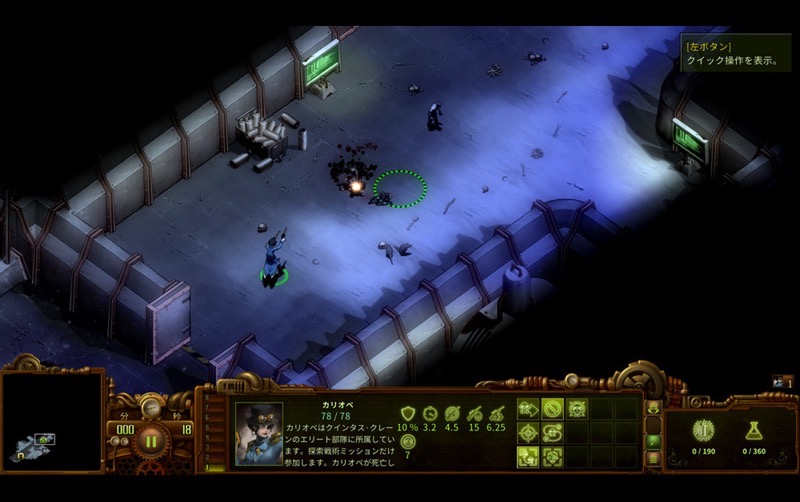 [左ボタン]
クイック操作を表示。
1
分
秒
000
18
カリオペ
78 / 78
10 %
3.2
4.5
15
6.25
7
カリオペはクインタス・クレー
ンのエリート部隊に所属してい
ます。探索戦術ミッションだけ
参加します。カリオペが死亡し
0 / 190
0 / 360